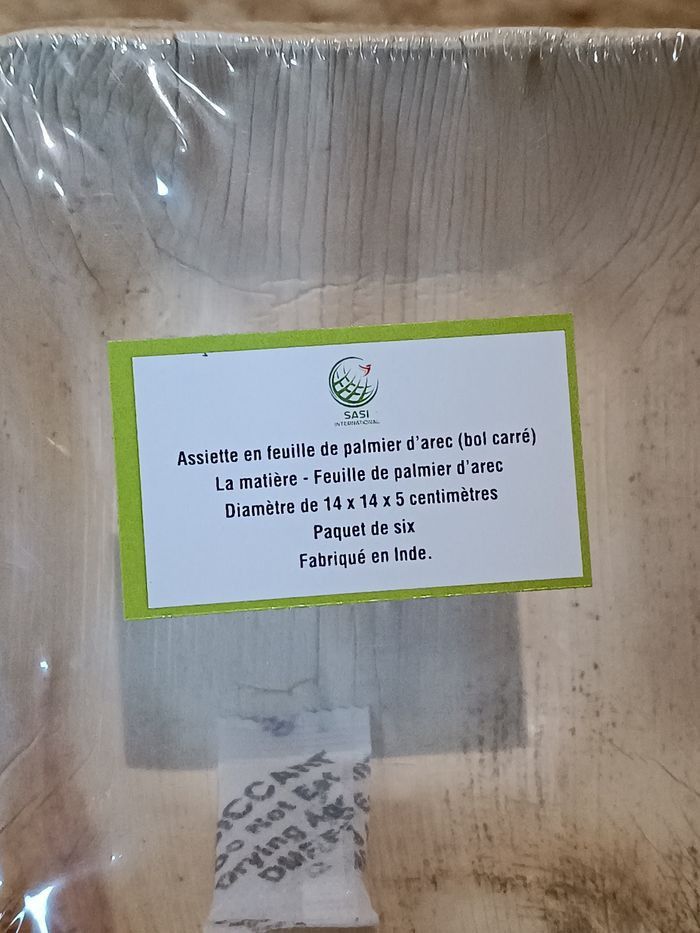 SASI
INTERNATIONAL
Assiette en feuille de palmier d'arec (bol carré)
La matière - Feuille de palmier d'arec
Diamètre de 14 x 14 x 5 centimètres
Paquet de six
Fabriqué en Inde.
Do Not Eat
Drying